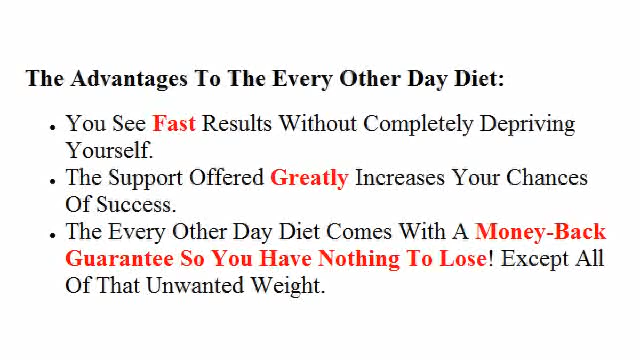 The Advantages To The Every Other Day Diet:
• You See Fast Results Without Completely Depriving
Yourself.
• The Support Offered Greatly Increases Your Chances
Of Success.
• The Every Other Day Diet Comes With A Money-Back
Guarantee So You Have Nothing To Lose! Except All
Of That Unwanted Weight.